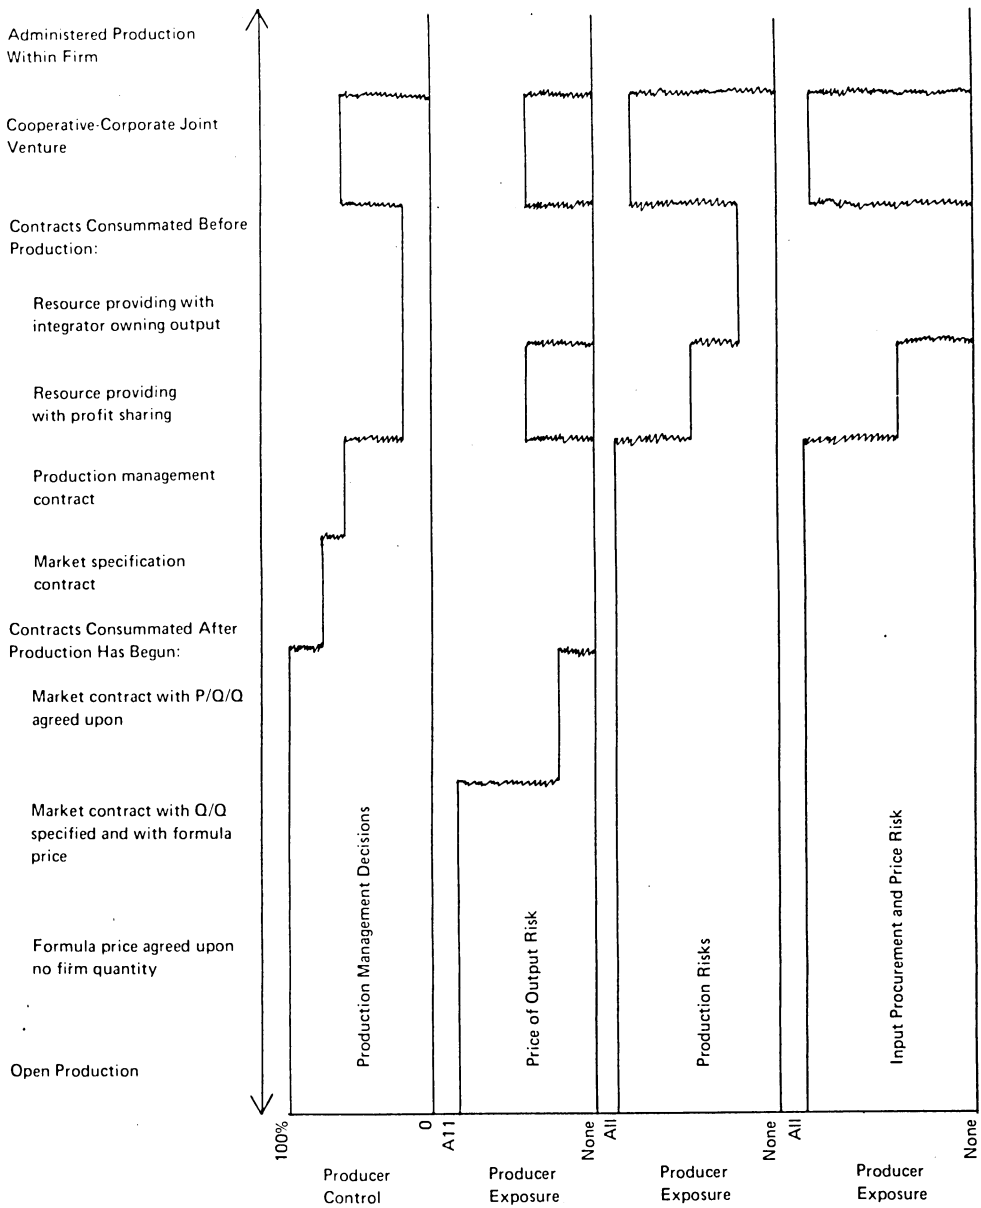 Administered Production
Within Firm
Cooperative-Corporate Joint
Venture
Contracts Consummated Before
Production:
Resource providing with
integrator owning output
Resource providing
with profit sharing
Production management
contract
Market specification
contract
Contracts Consummated After
Production Has Begun:
Market contract with P/Q/Q
agreed upon
Market contract with Q/Q
specified and with formula
price
Formula price agreed upon
no firm quantity
Open Production
Production Management Decisions
Price of Output Risk
Production Risks
Input Procurement and Price Risk
100%
0
A11
None
All
None
All
None
Producer
Control
Producer
Exposure
Producer
Exposure
Producer
Exposure